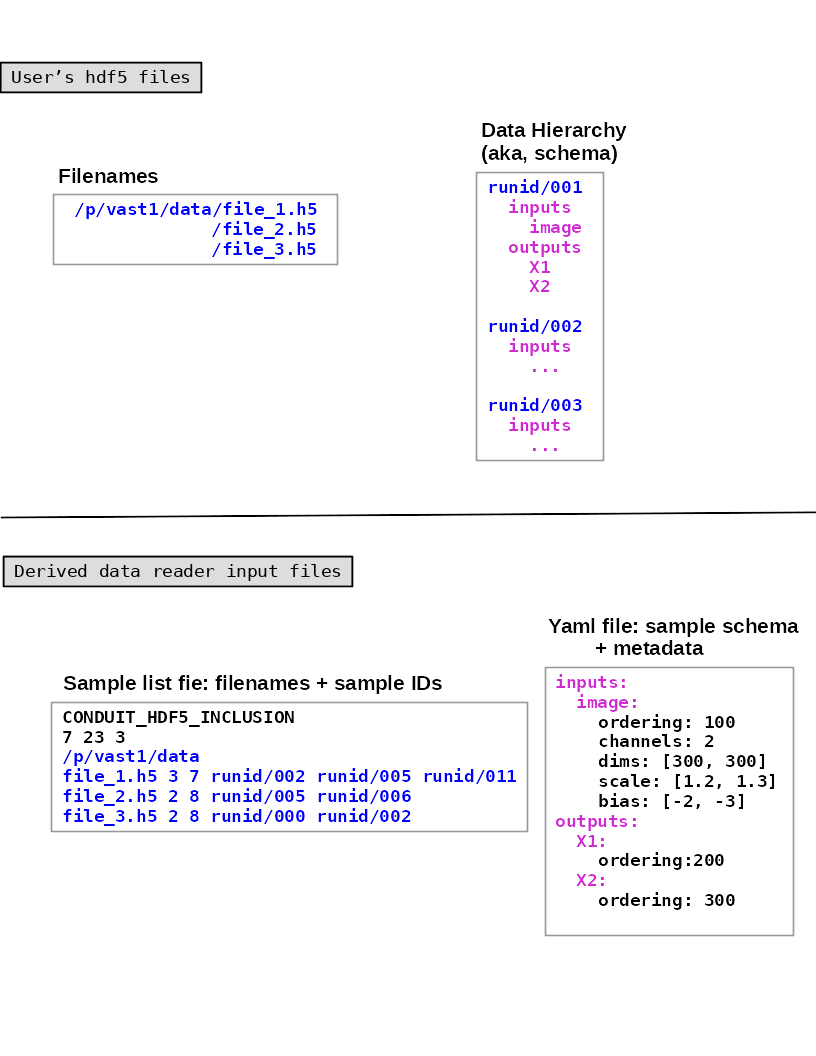 User’s hdf5 files
Filenames
/p/vast1/data/file_1.h5
/file_2.h5
/file_3.h5
Data Hierarchy
(aka, schema)
runid/001
inputs
image
outputs
X1
X2
runid/002
inputs
...
runid/003
inputs
...
Derived data reader input files
Sample list fie: filenames + sample IDs
CONDUIT_HDF5_INCLUSION
7 23 3
/p/vast1/data
file_1.h5 3 7 runid/002 runid/005 runid/011
file_2.h5 2 8 runid/005 runid/006
file_3.h5 2 8 runid/000 runid/002
Yaml file: sample schema
+ metadata
inputs:
image:
ordering: 100
channels: 2
dims: [300, 300]
scale: [1.2, 1.3]
bias: [-2, -3]
outputs:
X1:
ordering:200
X2:
ordering: 300